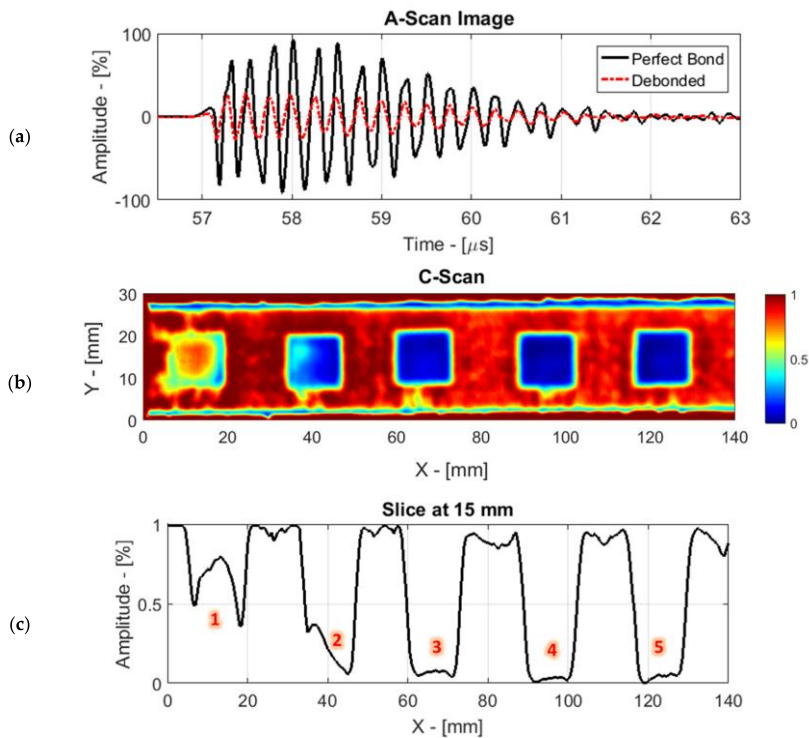 A-Scan Image
100
0
-100
Amplitude - [%]
Perfect Bond
Debonded
57 58 59 60 61 62 63
Time - [μs]
(a)
C-Scan
30
20
10
0
Y - [mm]
0 20 40 60 80 100 120 140
X - [mm]
1
0.5
0
(b)
Slice at 15 mm
1
0.5
0
Amplitude - [%]
1 2 3 4 5
0 20 40 60 80 100 120 140
X - [mm]
(c)